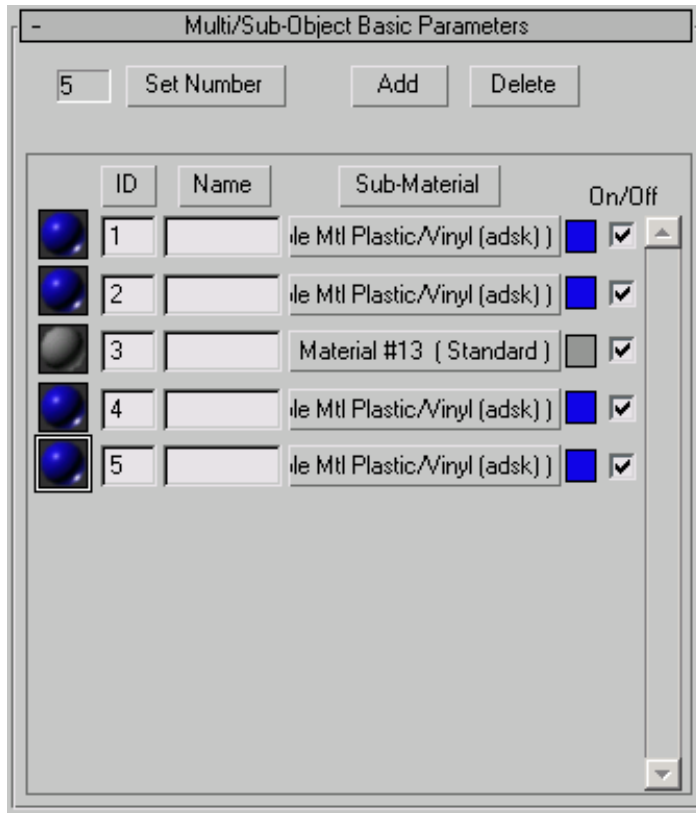 - Multi/Sub-Object Basic Parameters
5 Set Number Add Delete
ID Name Sub-Material On/Off
1 le Mtl Plastic/Vinyl (adsk) )
2 le Mtl Plastic/Vinyl (adsk) )
3 Material #13 ( Standard )
4 le Mtl Plastic/Vinyl (adsk) )
5 le Mtl Plastic/Vinyl (adsk) )